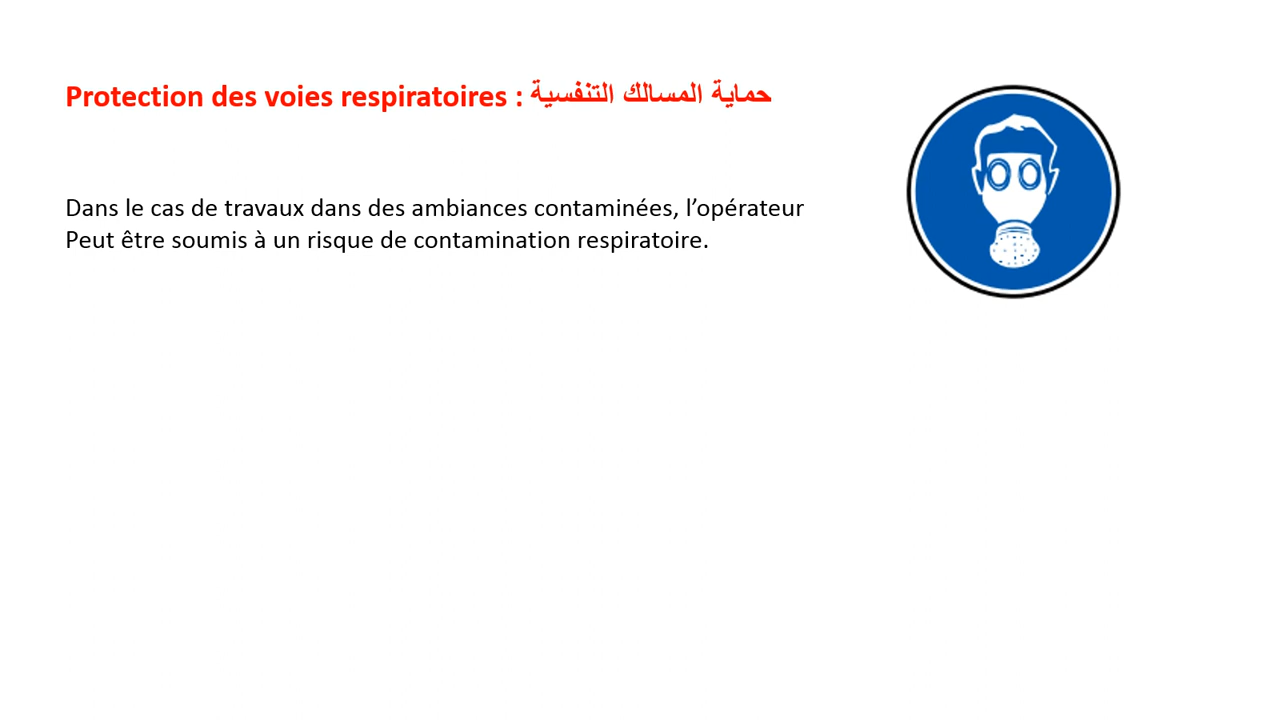 Protection des voies respiratoires : حماية المسالك التنفسية
Dans le cas de travaux dans des ambiances contaminées, l’opérateur
Peut être soumis à un risque de contamination respiratoire.